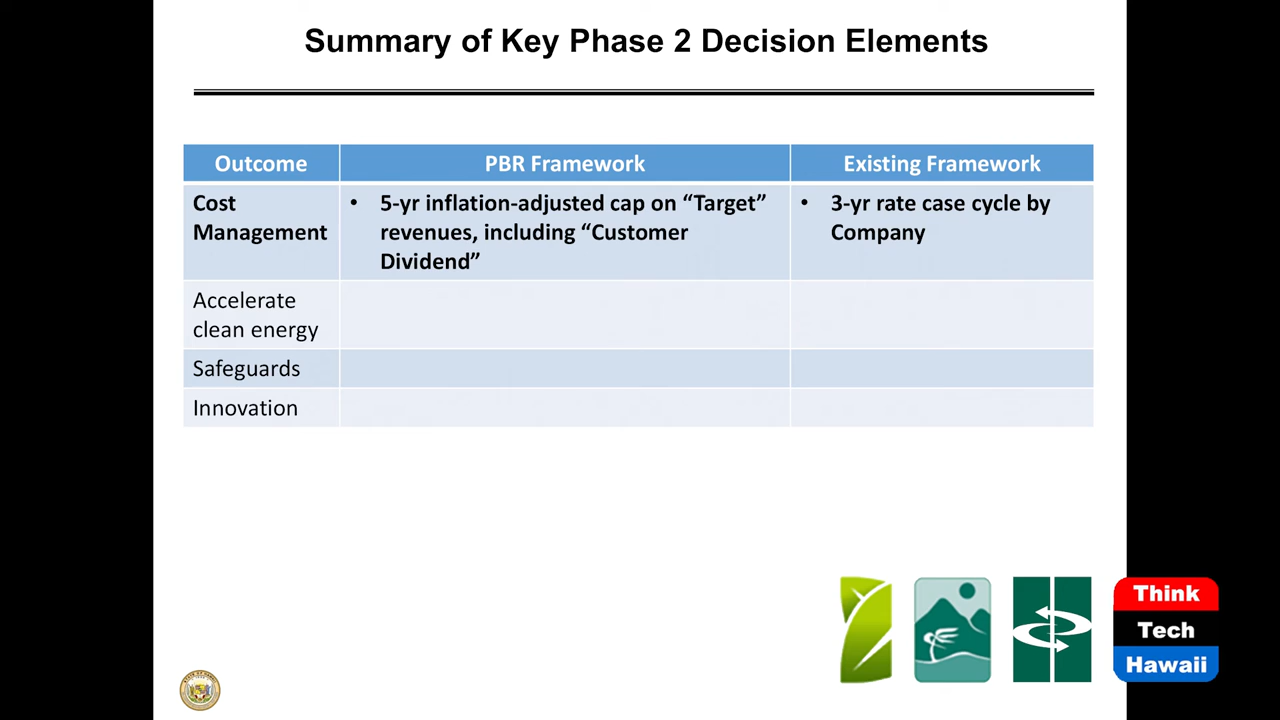 Summary of Key Phase 2 Decision Elements
Outcome
PBR Framework
Existing Framework
Cost
Management
• 5-yr inflation-adjusted cap on “Target”
revenues, including “Customer
Dividend”
• 3-yr rate case cycle by
Company
Accelerate
clean energy
Safeguards
Innovation
Think
Tech
Hawaii